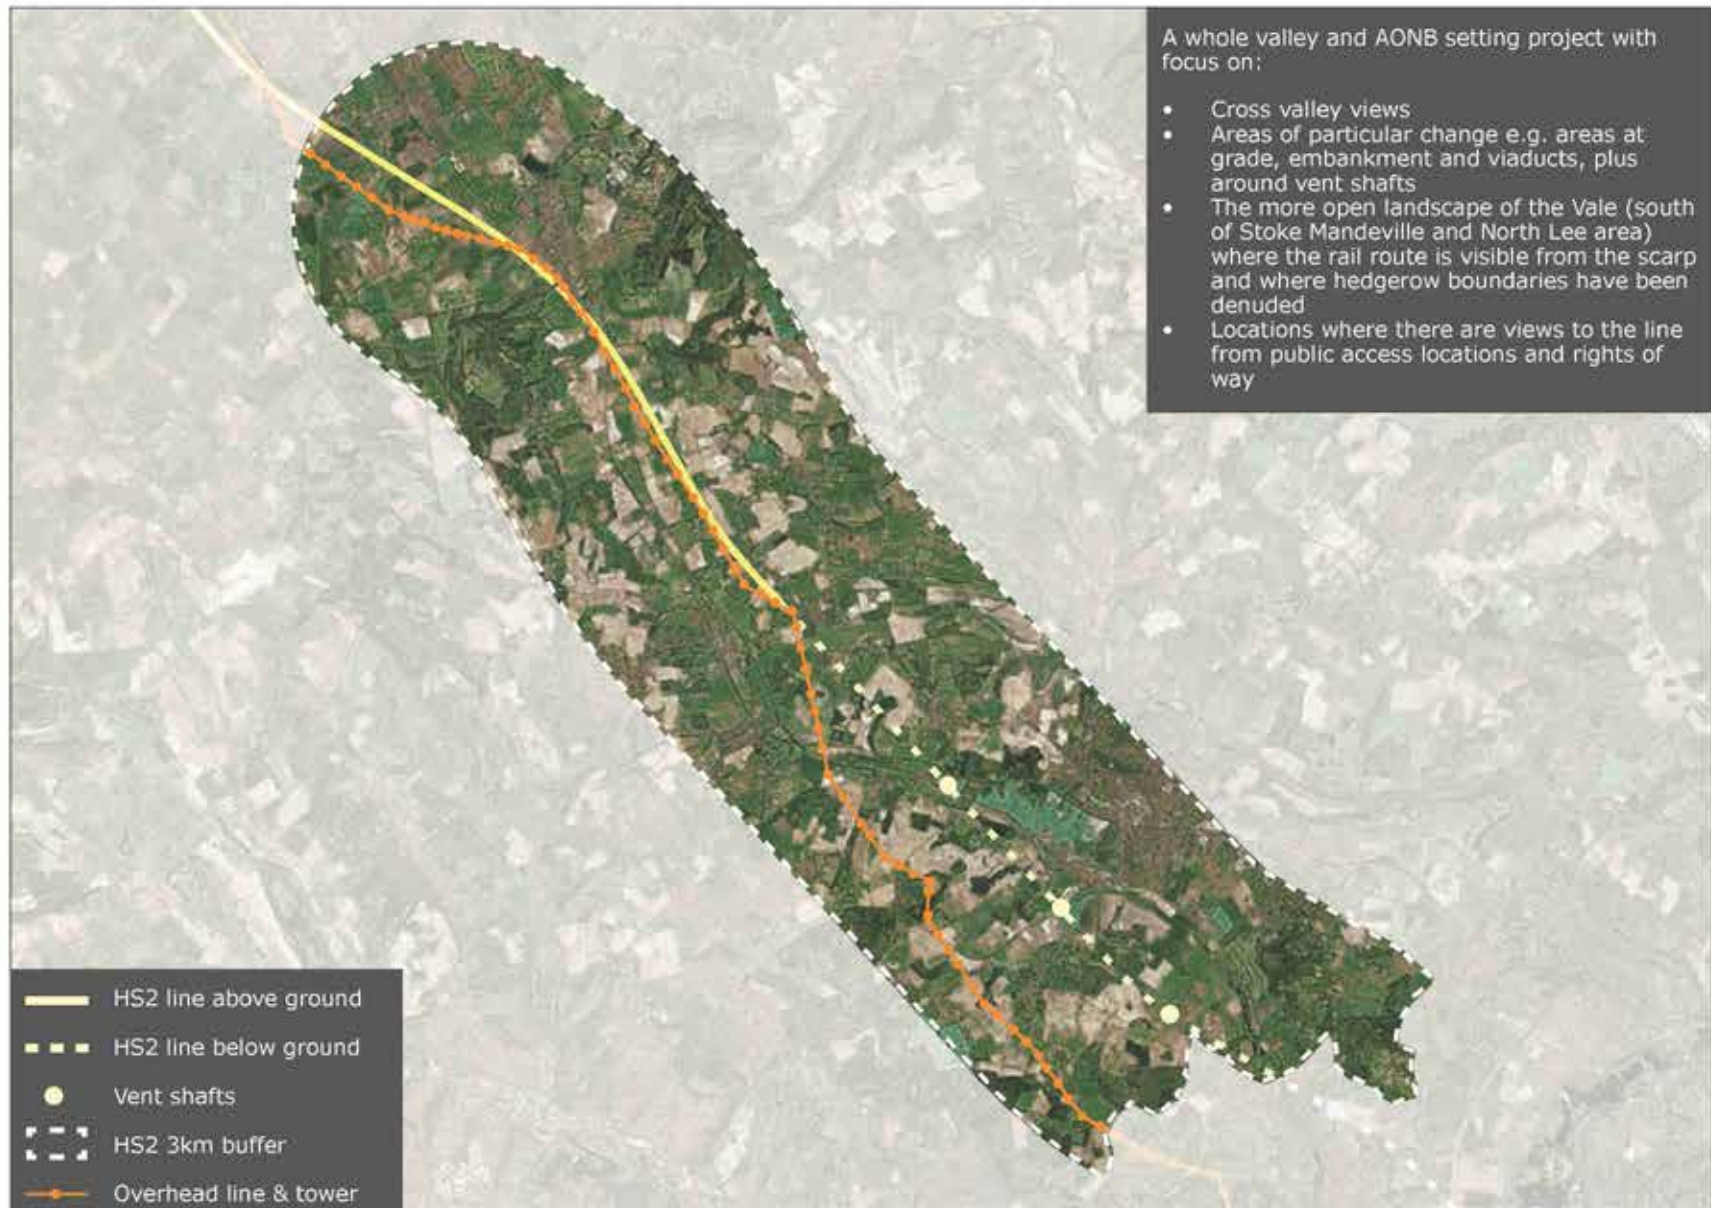 A whole valley and AONB setting project with
focus on:
• Cross valley views
• Areas of particular change e.g. areas at
grade, embankment and viaducts, plus
around vent shafts
• The more open landscape of the Vale (south
of Stoke Mandeville and North Lee area)
where the rail route is visible from the scarp
and where hedgerow boundaries have been
denuded
• Locations where there are views to the line
from public access locations and rights of
way
HS2 line above ground
HS2 line below ground
Vent shafts
HS2 3km buffer
Overhead line & tower